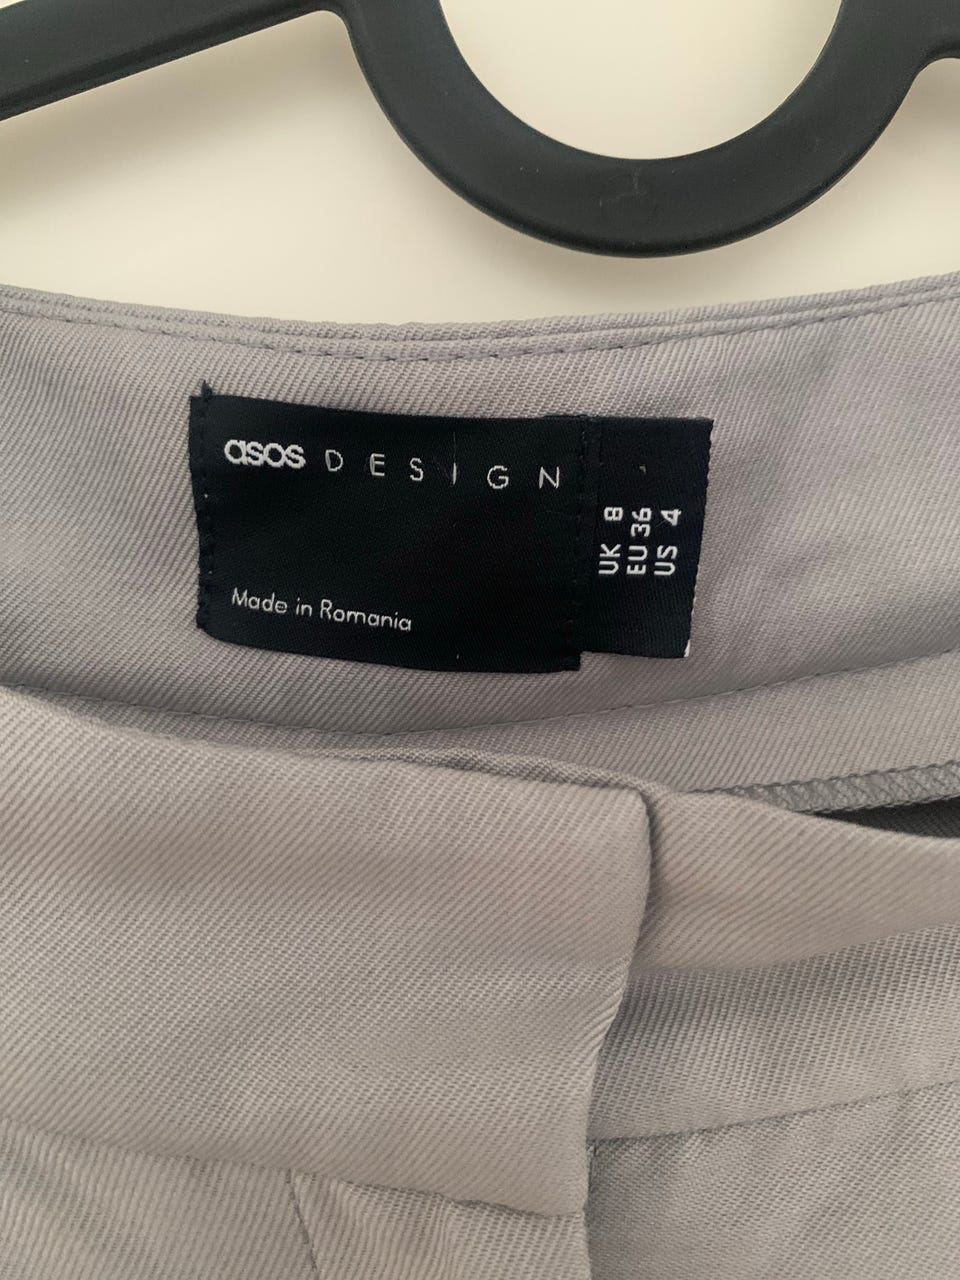 asos DESIGN
Made in Romania
UK 8
EU 36
US 4